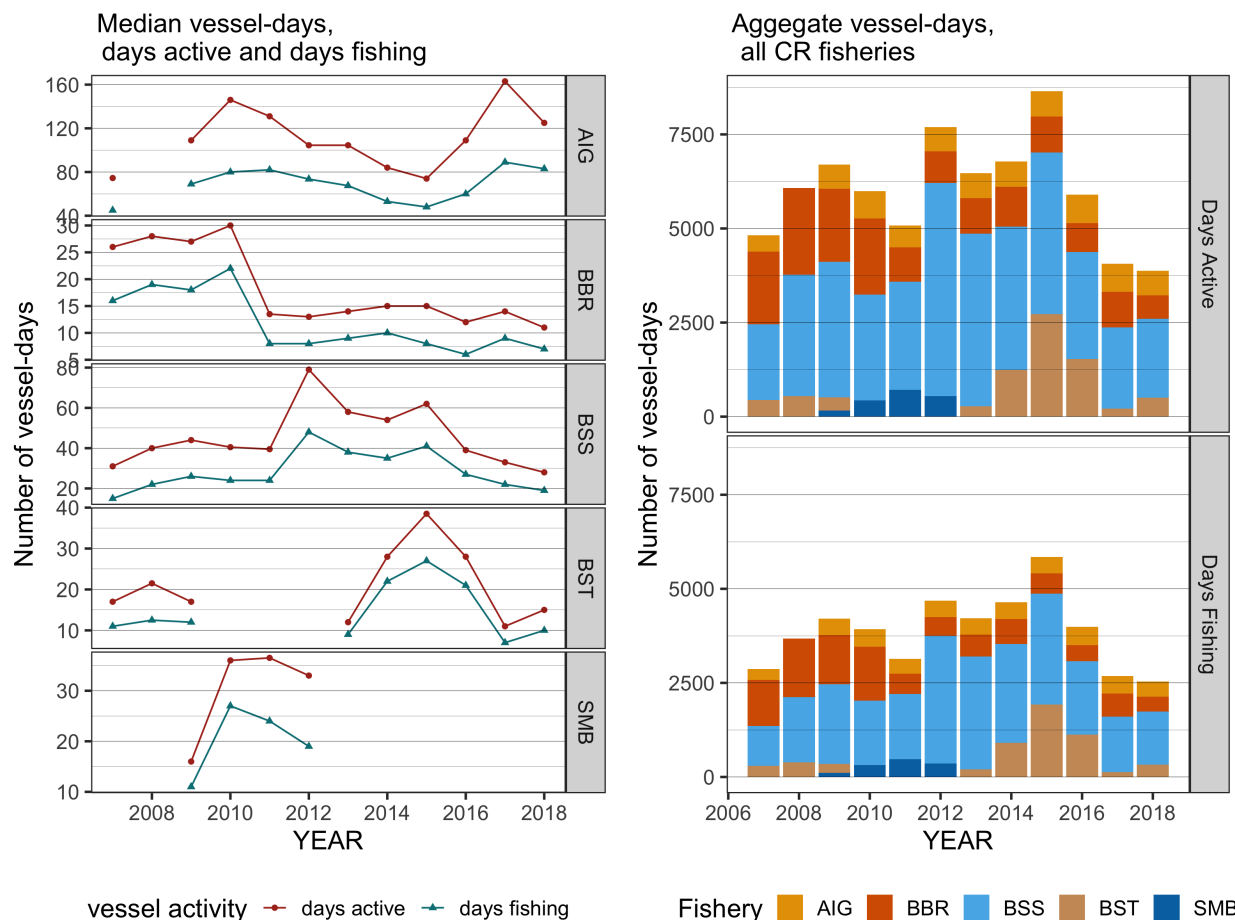 Median vessel-days,
days active and days fishing
Number of vessel-days
160
120
80
40
AIG
30
25
20
15
10
5
BBR
80
60
40
20
BSS
40
30
20
10
BST
30
20
10
SMB
2008 2010 2012 2014 2016 2018
YEAR
vessel activity days active days fishing
Aggregate vessel-days,
all CR fisheries
Number of vessel-days
7500
5000
2500
0
Days Active
7500
5000
2500
0
Days Fishing
2006 2008 2010 2012 2014 2016 2018
YEAR
Fishery AIG BBR BSS BST SMB